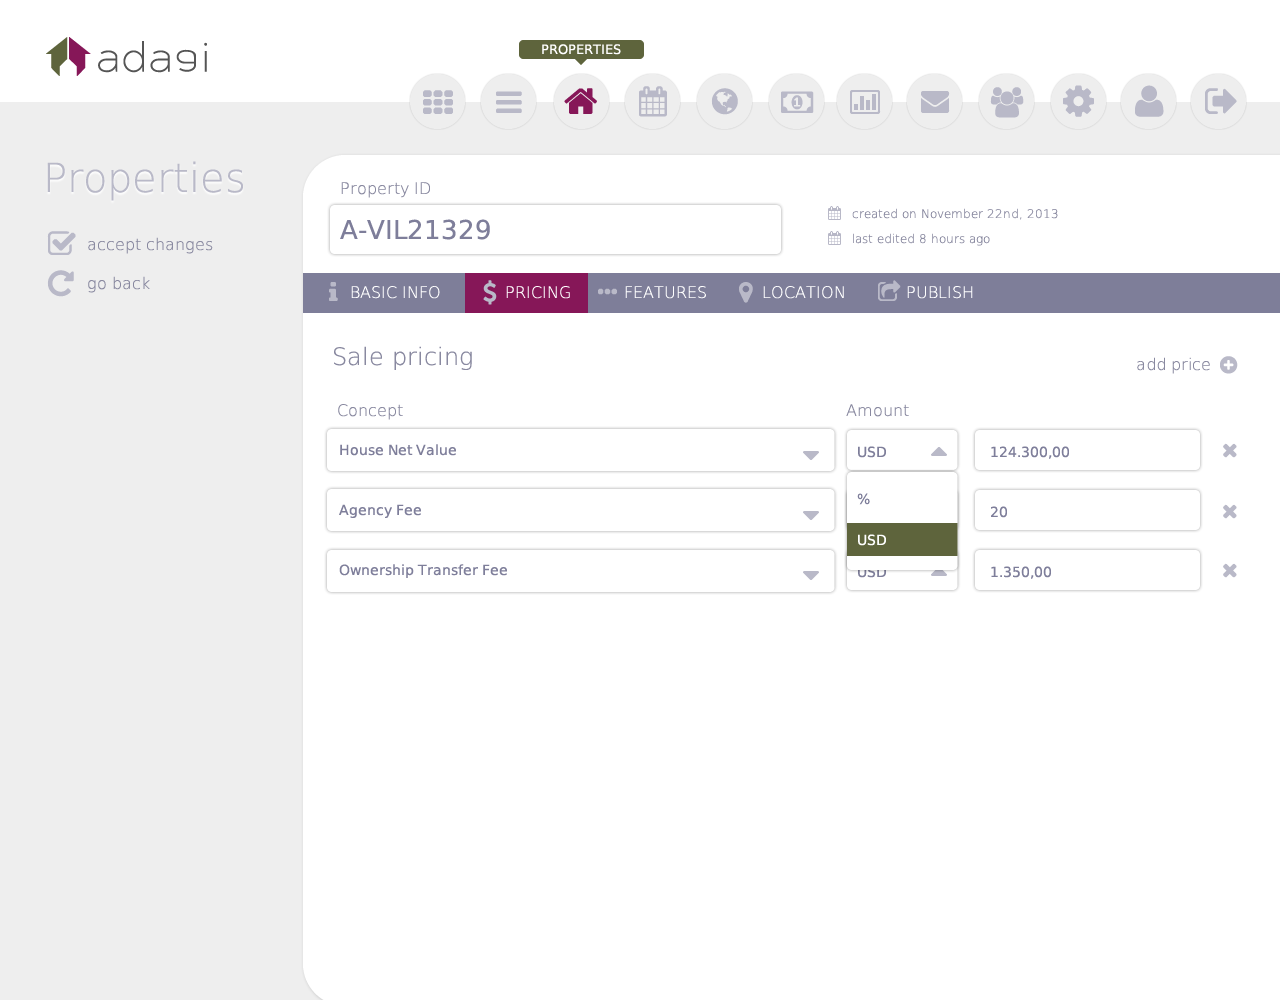 adagi
PROPERTIES
Properties
accept changes
go back
Property ID
A-VIL21329
created on November 22nd, 2013
last edited 8 hours ago
BASIC INFO
PRICING
FEATURES
LOCATION
PUBLISH
Sale pricing
add price
Concept
Amount
House Net Value
USD
124.300,00
%
Agency Fee
20
USD
Ownership Transfer Fee
USD
1.350,00